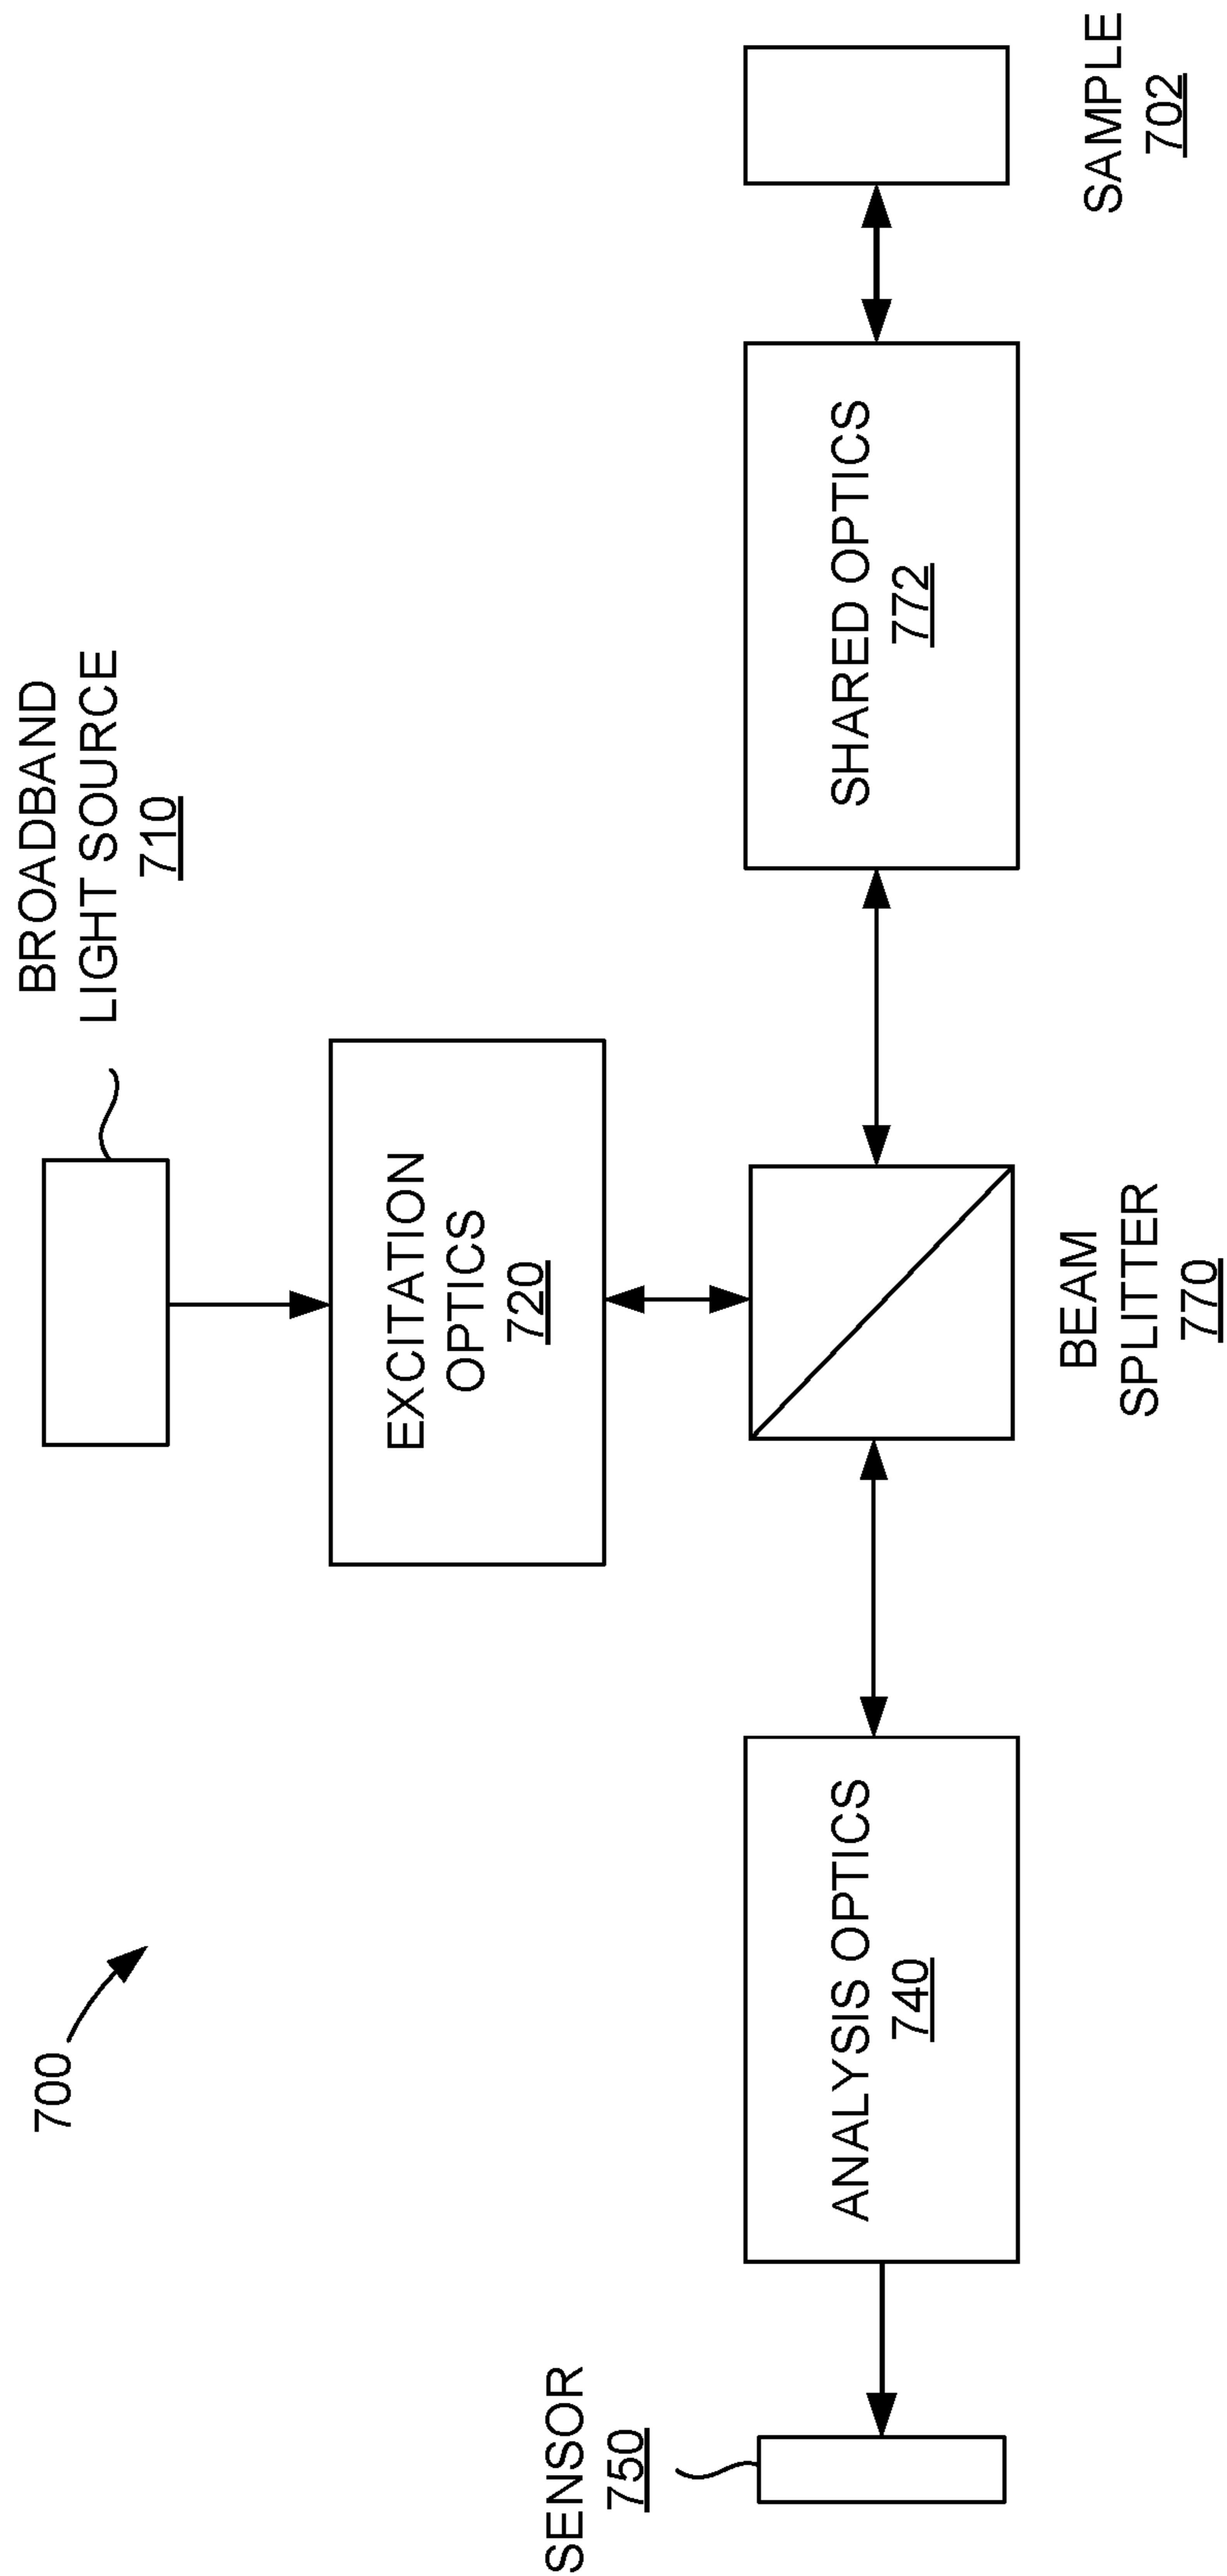 700
BROADBAND
LIGHT SOURCE
710
EXCITATION
OPTICS
720
SENSOR
750
ANALYSIS OPTICS
740
SHARED OPTICS
772
BEAM
SPLITTER
770
SAMPLE
702